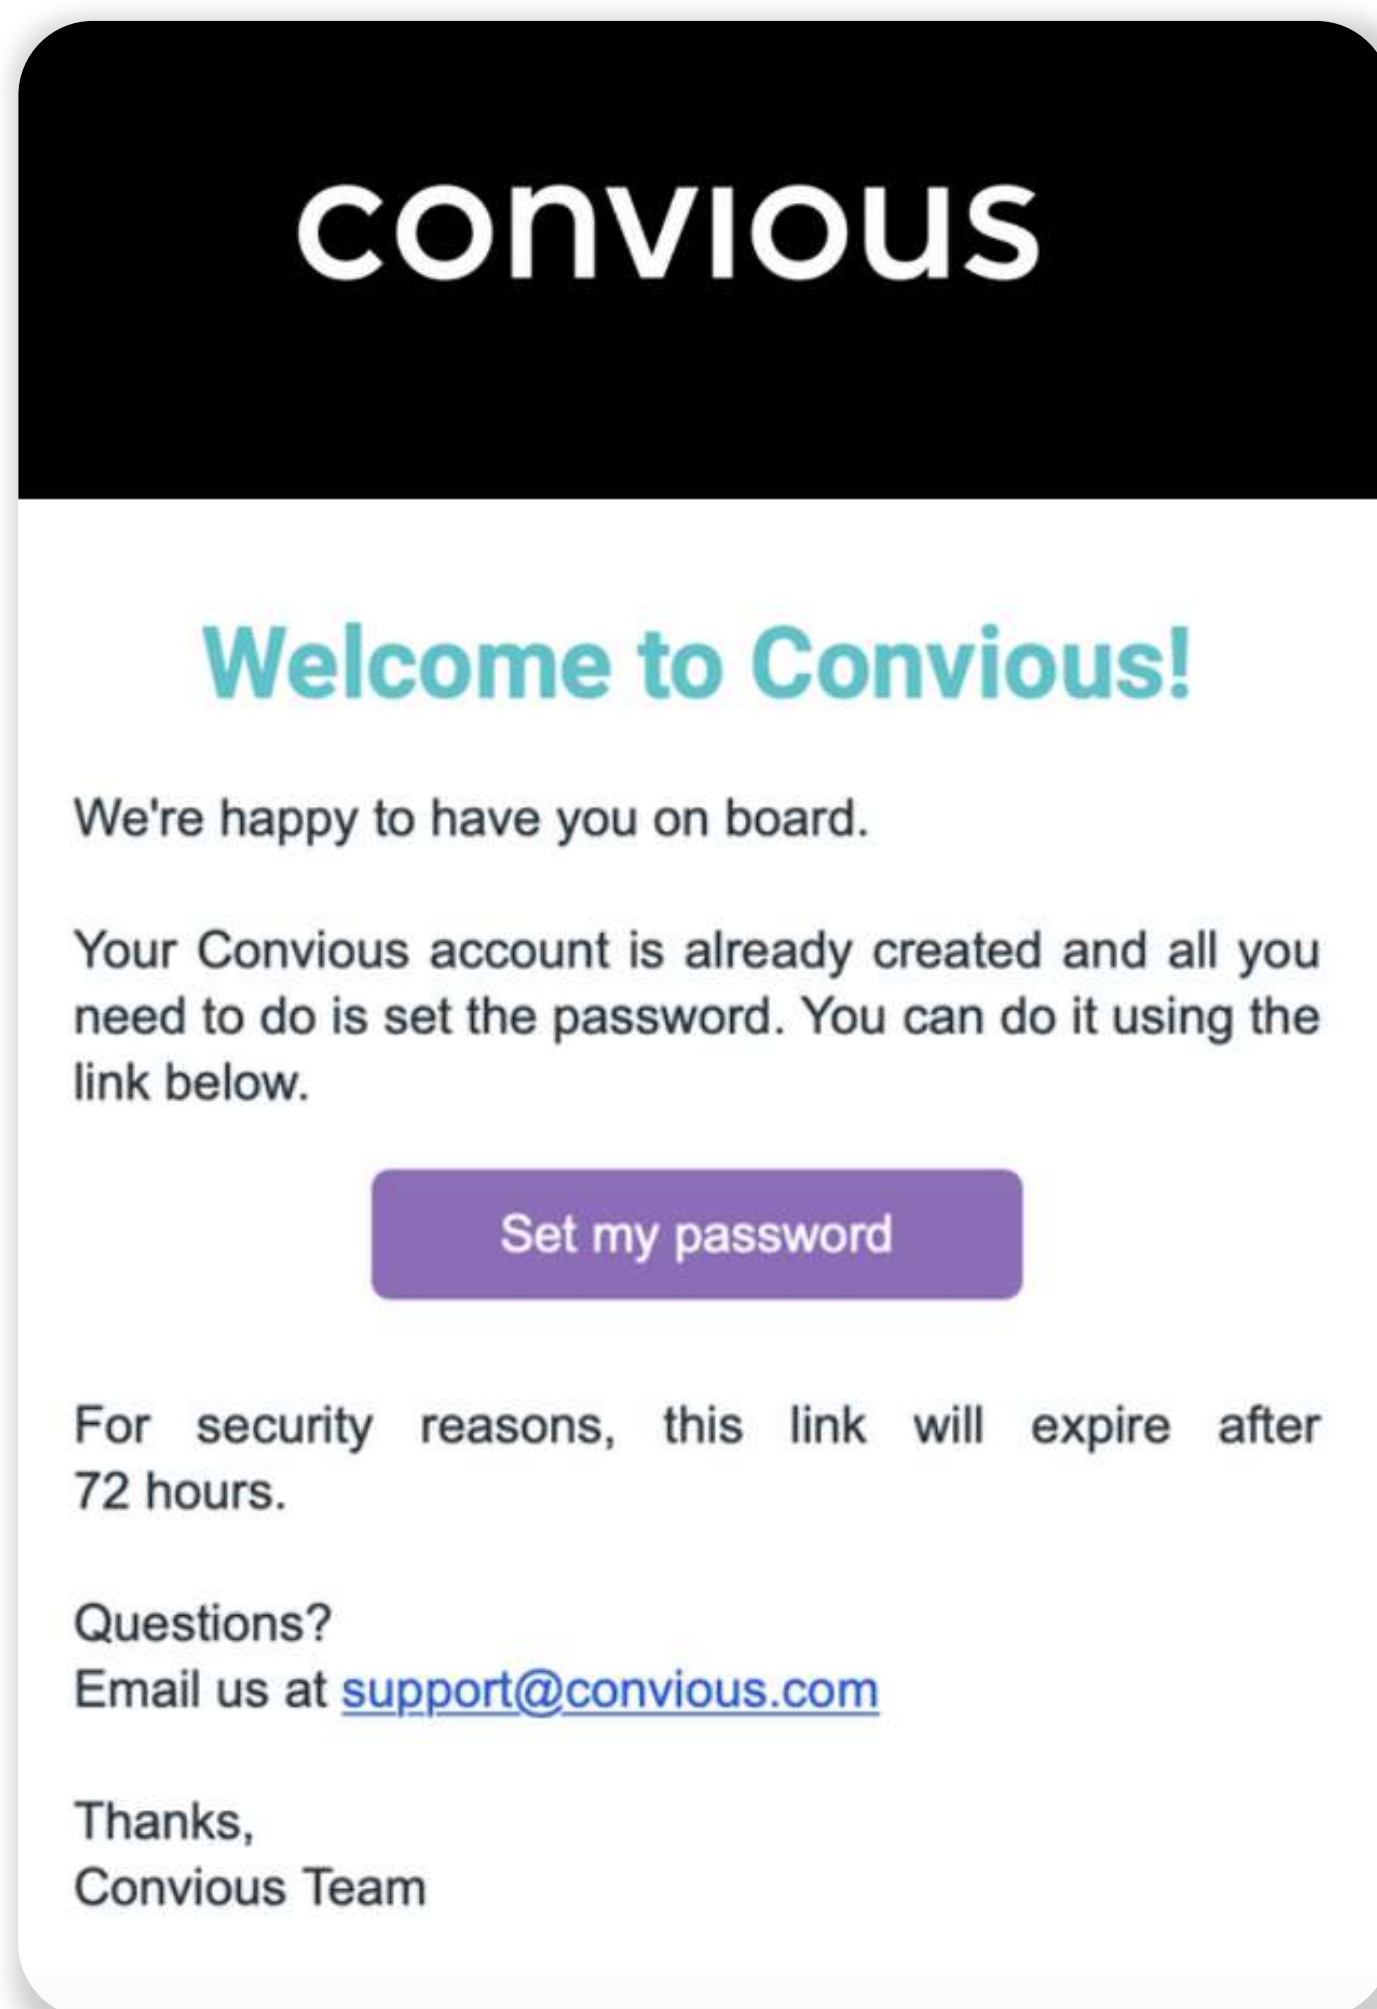 convious
Welcome to Convious!
We're happy to have you on board.
Your Convious account is already created and all you
need to do is set the password. You can do it using the
link below.
Set my password
For security reasons, this link will expire after
72 hours.
Questions?
Email us at support@convious.com
Thanks,
Convious Team